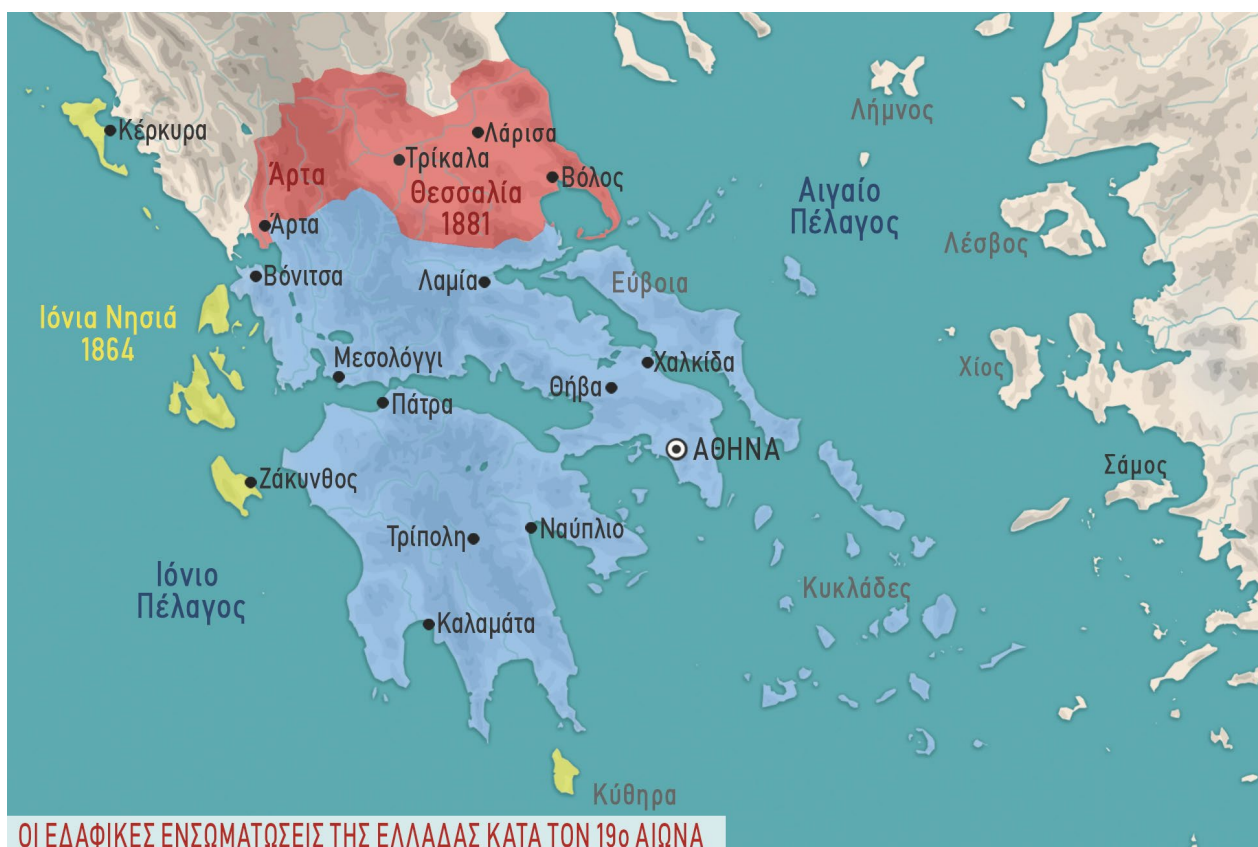 Λήμνος
Κέρκυρα
Λάρισα
Τρίκαλα
Άρτα
Θεσσαλία
1881
Βόλος
Αιγαίο
Πέλαγος
Άρτα
Λέσβος
Βόνιτσα
Λαμία
Εύβοια
Ιόνια Νησιά
1864
Μεσολόγγι
Χαλκίδα
Χίος
Θήβα
Πάτρα
ΑΘΗΝΑ
Σάμος
Ζάκυνθος
Ναύπλιο
Τρίπολη
Ιόνιο
Πέλαγος
Κυκλάδες
Καλαμάτα
Κύθηρα
ΟΙ ΕΔΑΦΙΚΕΣ ΕΝΣΩΜΑΤΩΣΕΙΣ ΤΗΣ ΕΛΛΑΔΑΣ ΚΑΤΑ ΤΟΝ 19ο ΑΙΩΝΑ